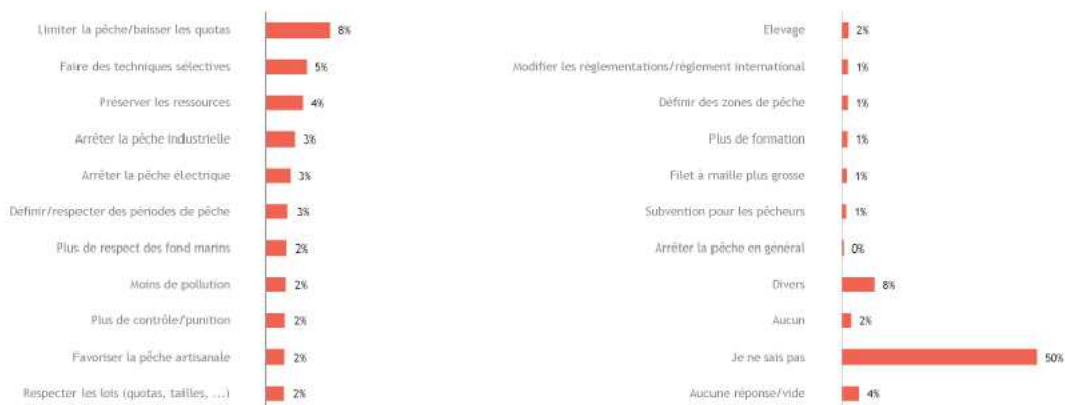 Limiter la pêche/baisser les quotas 8%
Faire des techniques sélectives 5%
Préserver les ressources 4%
Arrêter la pêche industrielle 3%
Arrêter la pêche électrique 3%
Définir/respecter des périodes de pêche 3%
Plus de respect des fond marins 2%
Moins de pollution 2%
Plus de contrôle/punition 2%
Favoriser la pêche artisanale 2%
Respecter les lois (quotas, tailles, ...) 2%
Elevage 2%
Modifier les règlementations/règlement international 1%
Définir des zones de pêche 1%
Plus de formation 1%
Filet à maille plus grosse 1%
Subvention pour les pêcheurs 1%
Arrêter la pêche en général 0%
Divers 8%
Aucun 2%
Je ne sais pas 50%
Aucune réponse/vide 4%